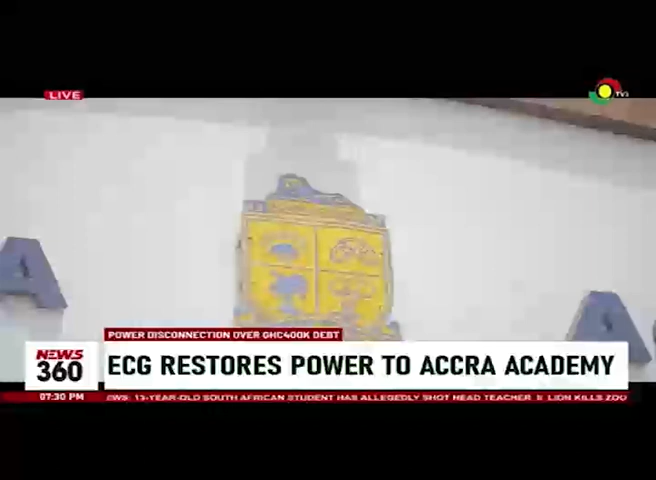 LIVE
TV3
A
A
POWER DISCONNECTION OVER GHC400K DEBT
NEWS
360
ECG RESTORES POWER TO ACCRA ACADEMY
07:30 PM
EWS: 13-YEAR-OLD SOUTH AFRICAN STUDENT HAS ALLEGEDLY SHOT HEAD TEACHER. LION KILLS ZOO